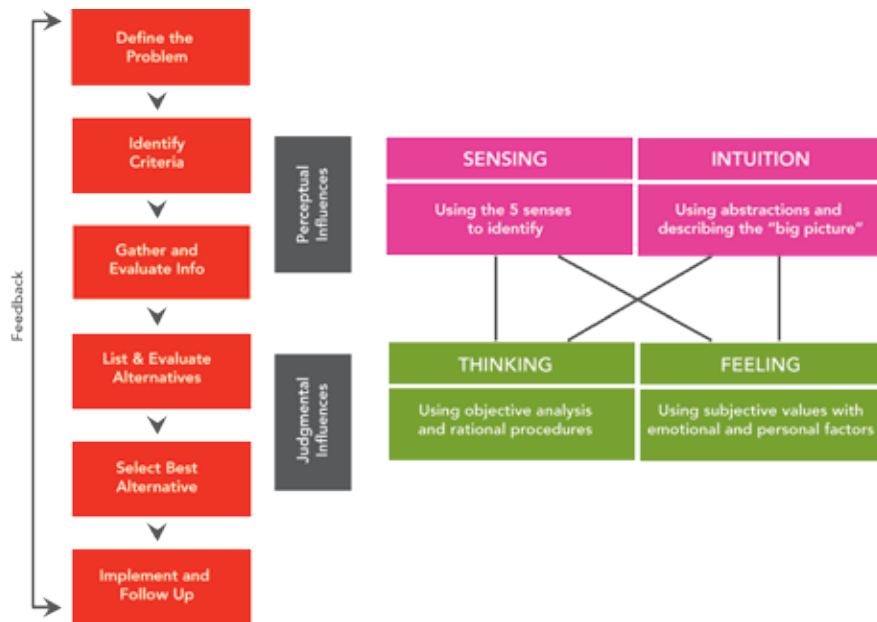 Define the
Problem
Identify
Criteria
Gather and
Evaluate Info
List & Evaluate
Alternatives
Select Best
Alternative
Implement and
Follow Up
Feedback
Perceptual
Influences
Judgmental
Influences
SENSING
Using the 5 senses
to identify
INTUITION
Using abstractions and
describing the "big picture"
THINKING
Using objective analysis
and rational procedures
FEELING
Using subjective values with
emotional and personal factors